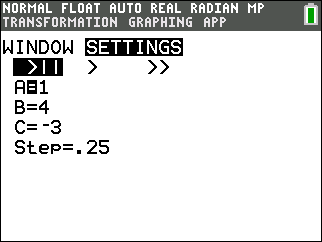 NORMAL FLOAT AUTO REAL RADIAN MP
TRANSFORMATION GRAPHING APP
WINDOW SETTINGS
>|| > >>
A=1
B=4
C=-3
Step=.25